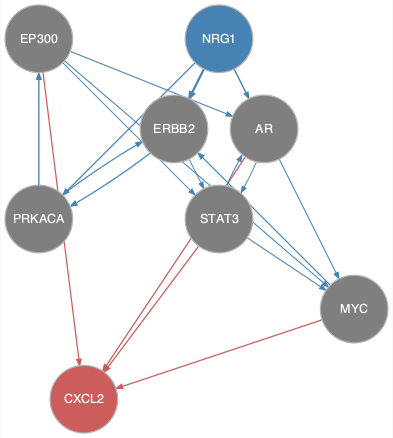 EP300
NRG1
ERBB2
AR
PRKACA
STAT3
MYC
CXCL2